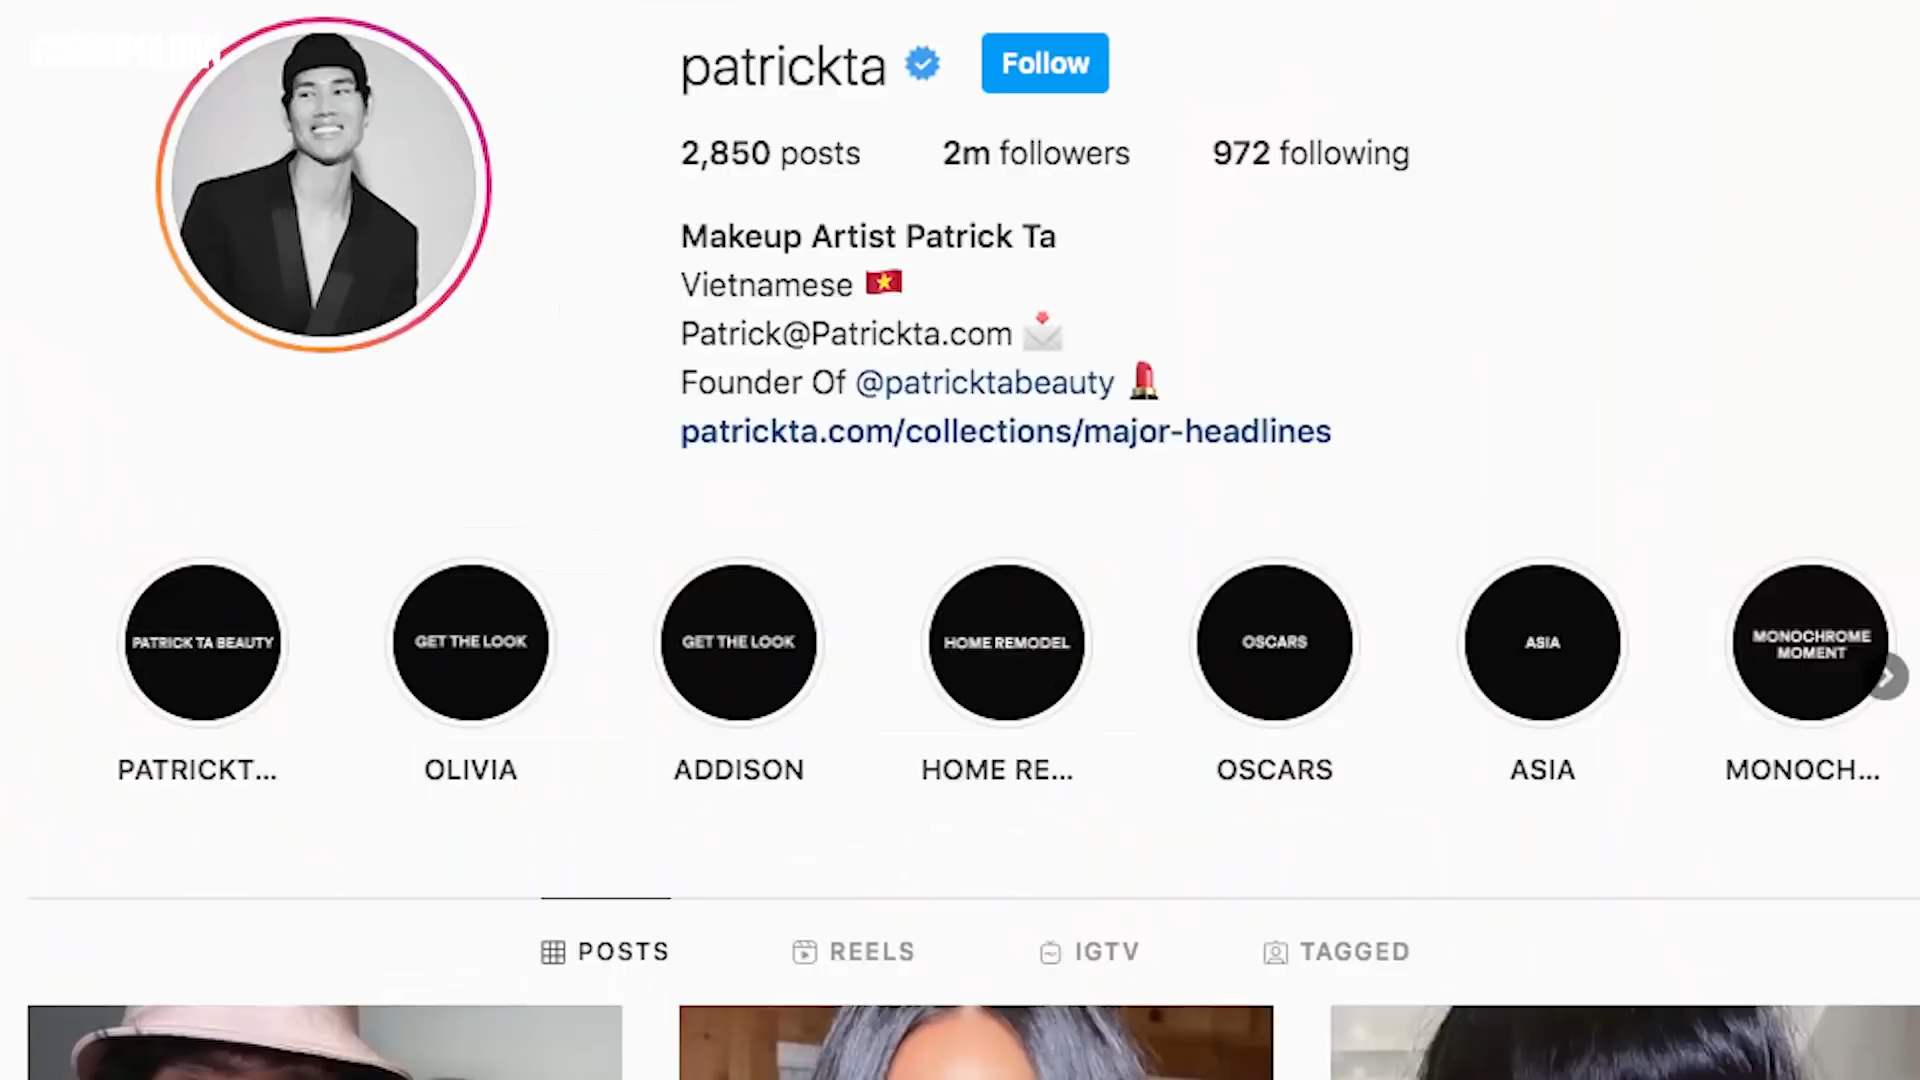 patrickta Follow
2,850 posts 2m followers 972 following
Makeup Artist Patrick Ta
Vietnamese 🇻🇳
Patrick@Patrickta.com 📩
Founder Of @patricktabeauty 💄
patrickta.com/collections/major-headlines
PATRICK TA BEAUTY
GET THE LOOK
GET THE LOOK
HOME REMODEL
OSCARS
ASIA
MONOCHROME
MOMENT
PATRICKT... OLIVIA ADDISON HOME RE... OSCARS ASIA MONOCH...
POSTS REELS IGTV TAGGED